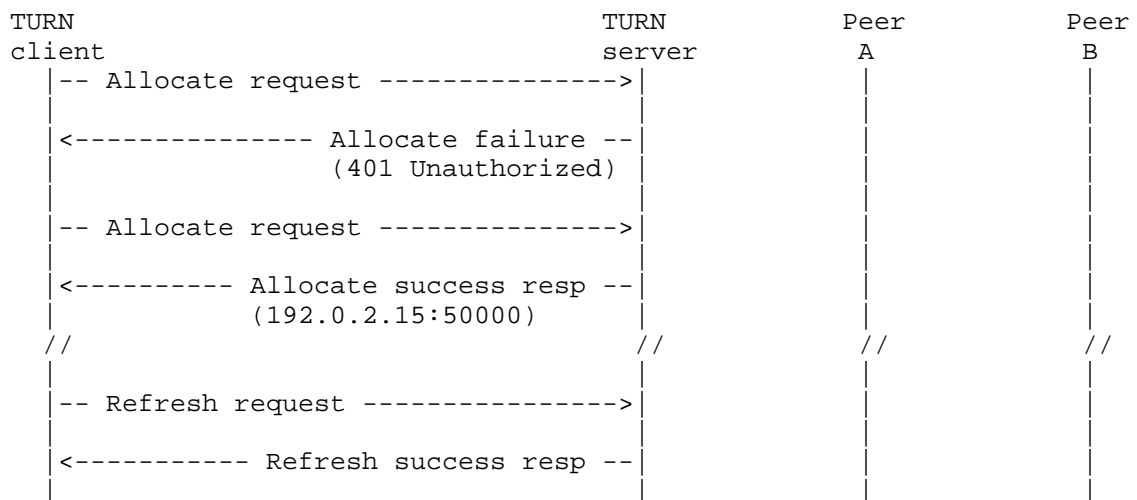 TURN                                 TURN           Peer          Peer
client                               server          A             B
  |-- Allocate request --------------->|             |             |
  |                                    |             |             |
  |<--------------- Allocate failure --|             |             |
  |                 (401 Unauthorized) |             |             |
  |                                    |             |             |
  |-- Allocate request --------------->|             |             |
  |                                    |             |             |
  |<---------- Allocate success resp --|             |             |
  |            (192.0.2.15:50000)      |             |             |
  //                                   //            //            //
  |                                    |             |             |
  |-- Refresh request ---------------->|             |             |
  |                                    |             |             |
  |<----------- Refresh success resp --|             |             |
  |                                    |             |             |